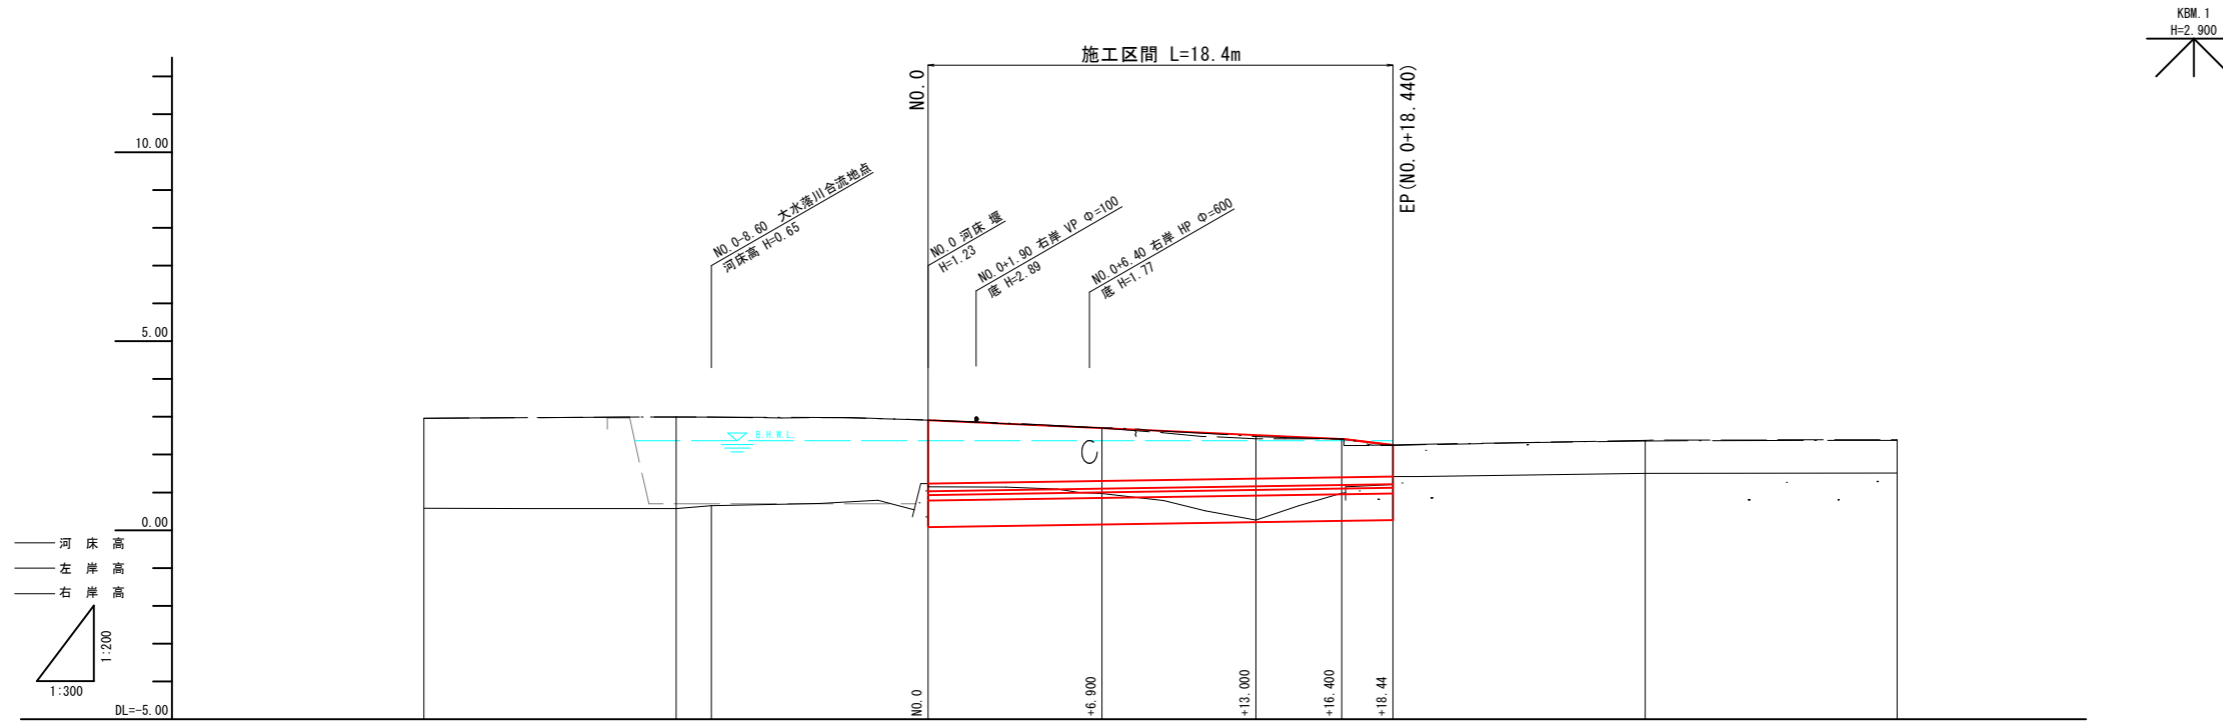 KBM.1
H=2.900
施工区間 L=18.4m
NO.0
EP(NO.0+18.440)
10.00
5.00
0.00
DL=-5.00
NO.0-8.60 大水落川合流地点
河床高 H=0.65
NO.0 河床 堰
H=1.23
NO.0+1.90 右岸 VP Φ=100
底 H=2.89
NO.0+6.40 右岸 HP Φ=600
底 H=1.77
B.H.W.L.
河床高
左岸高
右岸高
1:200
1:300
NO.0
+6.900
+13.000
+16.400
+18.44